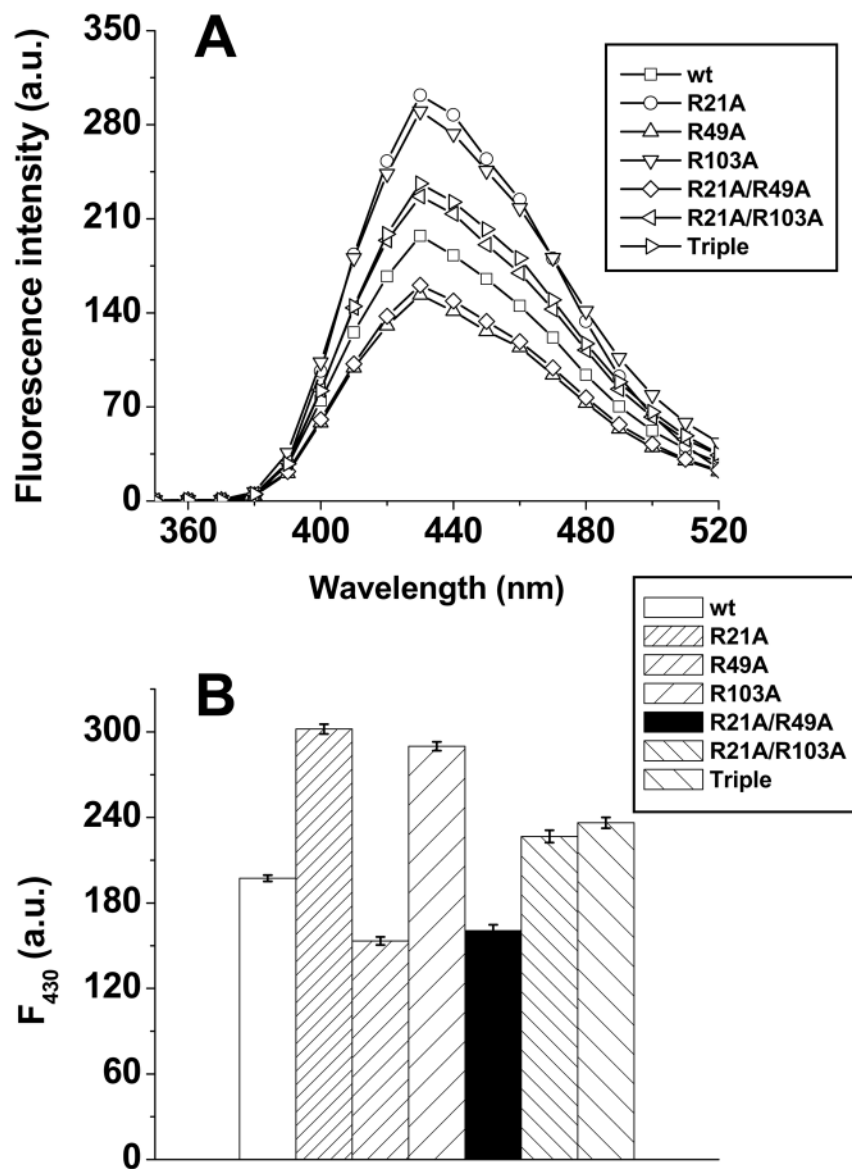 A
Fluorescence intensity (a.u.)
350
280
210
140
70
0
360 400 440 480 520
Wavelength (nm)
wt
R21A
R49A
R103A
R21A/R49A
R21A/R103A
Triple
B
F430 (a.u.)
300
240
180
120
60
0
wt
R21A
R49A
R103A
R21A/R49A
R21A/R103A
Triple